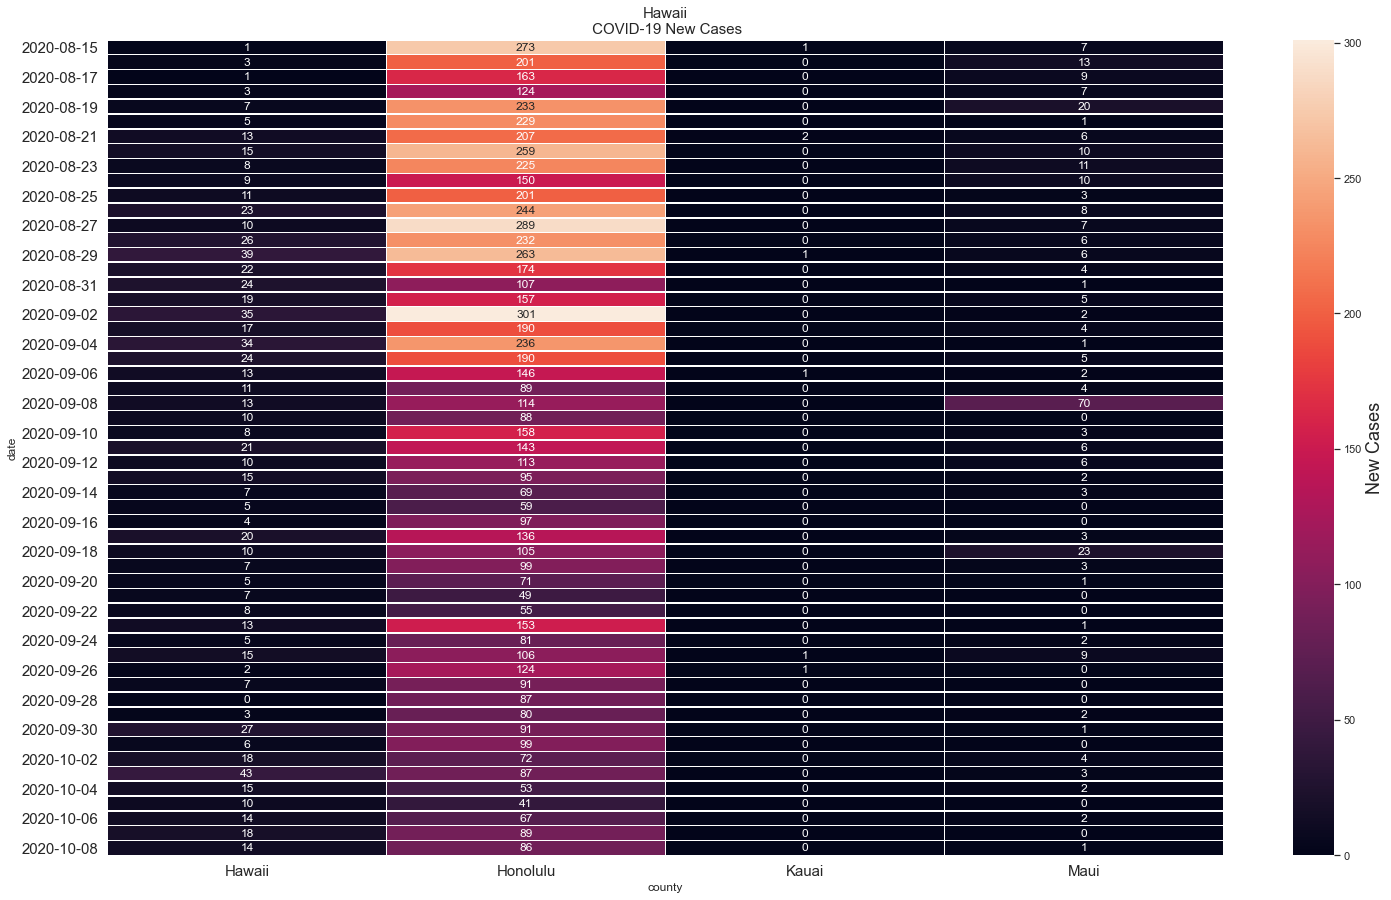 Hawaii
COVID-19 New Cases
2020-08-15 1 273 1 7
3 201 0 13
2020-08-17 1 163 0 9
3 124 0 7
2020-08-19 7 233 0 20
5 229 0 1
2020-08-21 13 207 2 6
15 259 0 10
2020-08-23 8 225 0 11
9 150 0 10
2020-08-25 11 201 0 3
23 244 0 8
2020-08-27 10 289 0 7
26 232 0 6
2020-08-29 39 263 1 6
22 174 0 4
2020-08-31 24 107 0 1
19 157 0 5
2020-09-02 35 301 0 2
17 190 0 4
2020-09-04 34 236 0 1
24 190 0 5
2020-09-06 13 146 1 2
11 89 0 4
2020-09-08 13 114 0 70
10 88 0 0
2020-09-10 8 158 0 3
21 143 0 6
2020-09-12 10 113 0 6
15 95 0 2
2020-09-14 7 69 0 3
5 59 0 0
2020-09-16 4 97 0 0
20 136 0 3
2020-09-18 10 105 0 23
7 99 0 3
2020-09-20 5 71 0 1
7 49 0 0
2020-09-22 8 55 0 0
13 153 0 1
2020-09-24 5 81 0 2
15 106 1 9
2020-09-26 2 124 1 0
7 91 0 0
2020-09-28 0 87 0 0
3 80 0 2
2020-09-30 27 91 0 1
6 99 0 0
2020-10-02 18 72 0 4
43 87 0 3
2020-10-04 15 53 0 2
10 41 0 0
2020-10-06 14 67 0 2
18 89 0 0
2020-10-08 14 86 0 1
Hawaii Honolulu Kauai Maui
county
date
300
250
200
150
100
50
0
New Cases